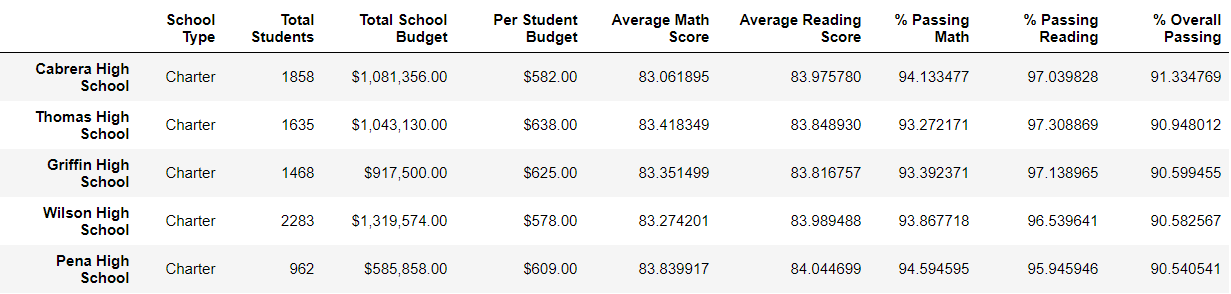 School Type Total Students Total School Budget Per Student Budget Average Math Score Average Reading Score % Passing Math % Passing Reading % Overall Passing
Cabrera High School Charter 1858 $1,081,356.00 $582.00 83.061895 83.975780 94.133477 97.039828 91.334769
Thomas High School Charter 1635 $1,043,130.00 $638.00 83.418349 83.848930 93.272171 97.308869 90.948012
Griffin High School Charter 1468 $917,500.00 $625.00 83.351499 83.816757 93.392371 97.138965 90.599455
Wilson High School Charter 2283 $1,319,574.00 $578.00 83.274201 83.989488 93.867718 96.539641 90.582567
Pena High School Charter 962 $585,858.00 $609.00 83.839917 84.044699 94.594595 95.945946 90.540541